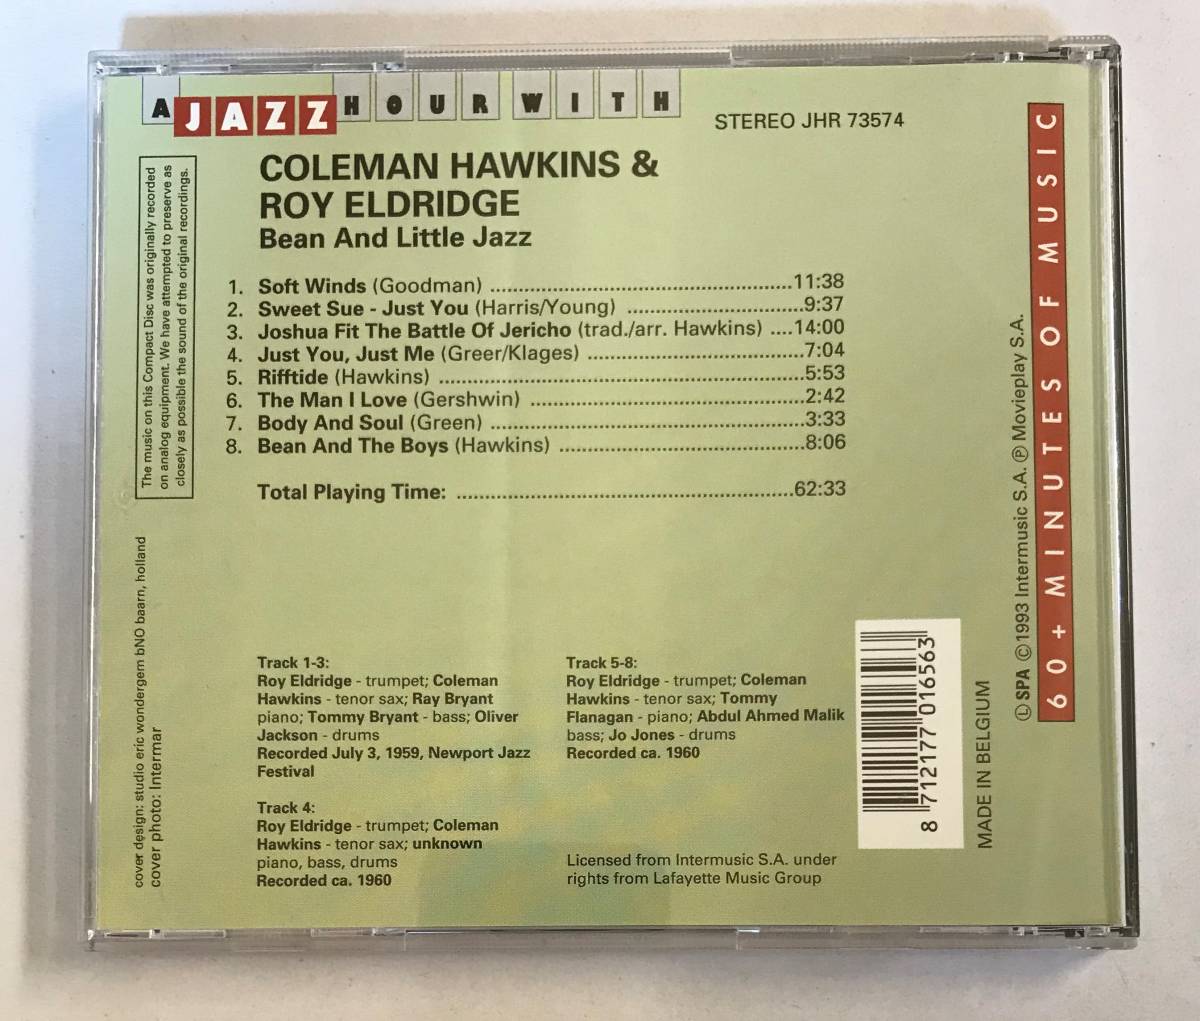 A JAZZ HOUR WITH
STEREO JHR 73574
COLEMAN HAWKINS &
ROY ELDRIDGE
Bean And Little Jazz
1. Soft Winds (Goodman) ........11:38
2. Sweet Sue - Just You (Harris/Young) ........9:37
3. Joshua Fit The Battle Of Jericho (trad./arr. Hawkins) ....14:00
4. Just You, Just Me (Greer/Klages) ........7:04
5. Rifftide (Hawkins) ........5:53
6. The Man I Love (Gershwin) ........2:42
7. Body And Soul (Green) ........3:33
8. Bean And The Boys (Hawkins) ........8:06
Total Playing Time: ........62:33
The music on this Compact Disc was originally recorded
on analog equipment. We have attempted to preserve as
closely as possible the sound of the original recordings.
cover design: studio eric wondergem bNO baarn, holland
cover photo: Intermar
Track 1-3:
Roy Eldridge - trumpet; Coleman
Hawkins - tenor sax; Ray Bryant
piano; Tommy Bryant - bass; Oliver
Jackson - drums
Recorded July 3, 1959, Newport Jazz
Festival
Track 4:
Roy Eldridge - trumpet; Coleman
Hawkins - tenor sax; unknown
piano, bass, drums
Recorded ca. 1960
Track 5-8:
Roy Eldridge - trumpet; Coleman
Hawkins - tenor sax; Tommy
Flanagan - piano; Abdul Ahmed Malik
bass; Jo Jones - drums
Recorded ca. 1960
Licensed from Intermusic S.A. under
rights from Lafayette Music Group
8 712177 016563
MADE IN BELGIUM
Ⓛ SPA ©1993 Intermusic S.A. Ⓟ Movieplay S.A.
60+ MINUTES OF MUSIC